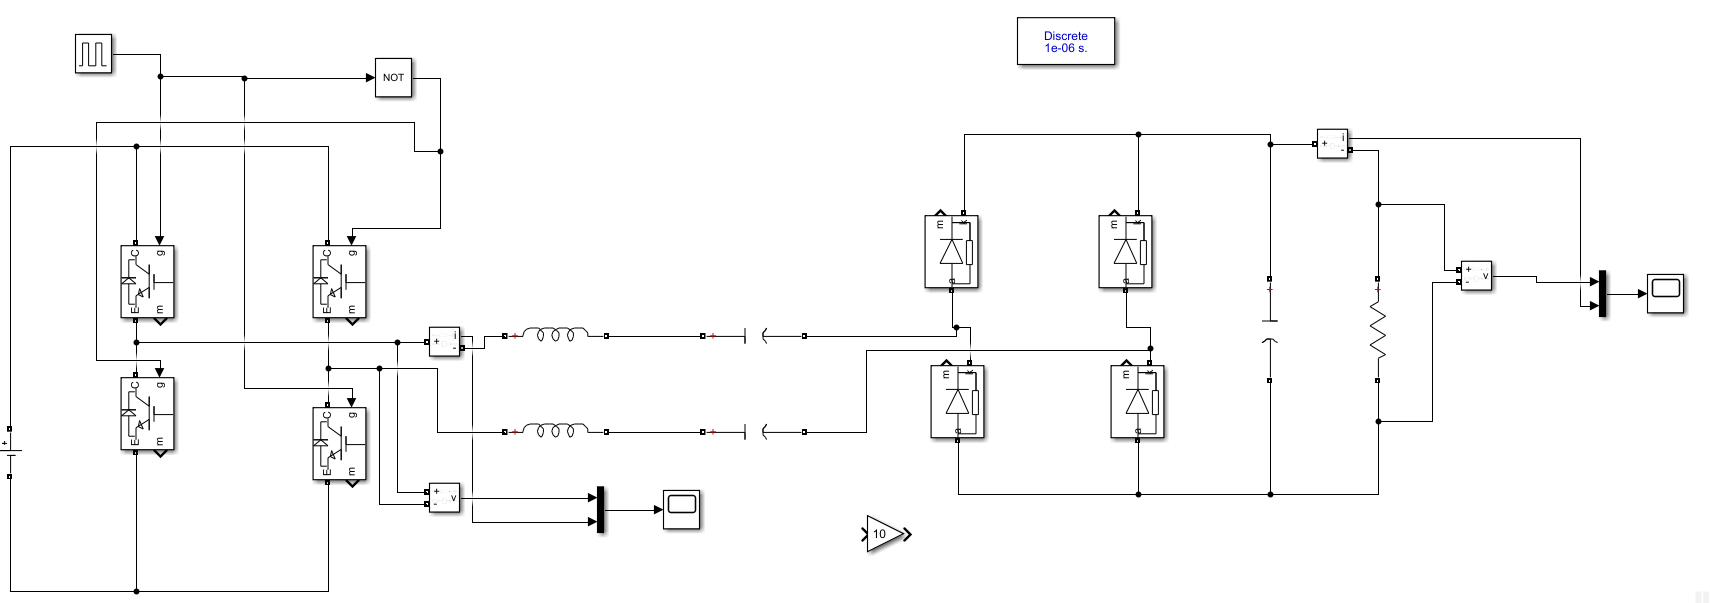 Discrete
1e-06 s.
NOT
i
+
-
m
k
m
k
C
g
C
g
+
v
-
E
m
E
m
a
a
i
+
-
+
+
+
+
C
g
m
k
m
k
C
g
+
+
E
m
a
a
E
m
+
v
-
10